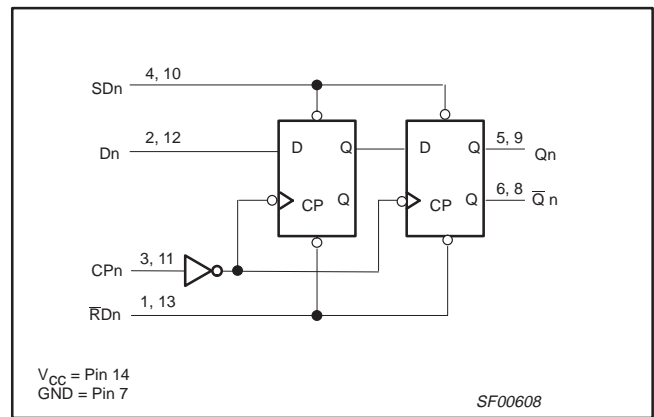 4, 10
SDn
2, 12
Dn
D Q
D Q
5, 9
Qn
CP Q
CP Q
6, 8
Q̅ n
3, 11
CPn
1, 13
R̅Dn
VCC = Pin 14
GND = Pin 7
SF00608